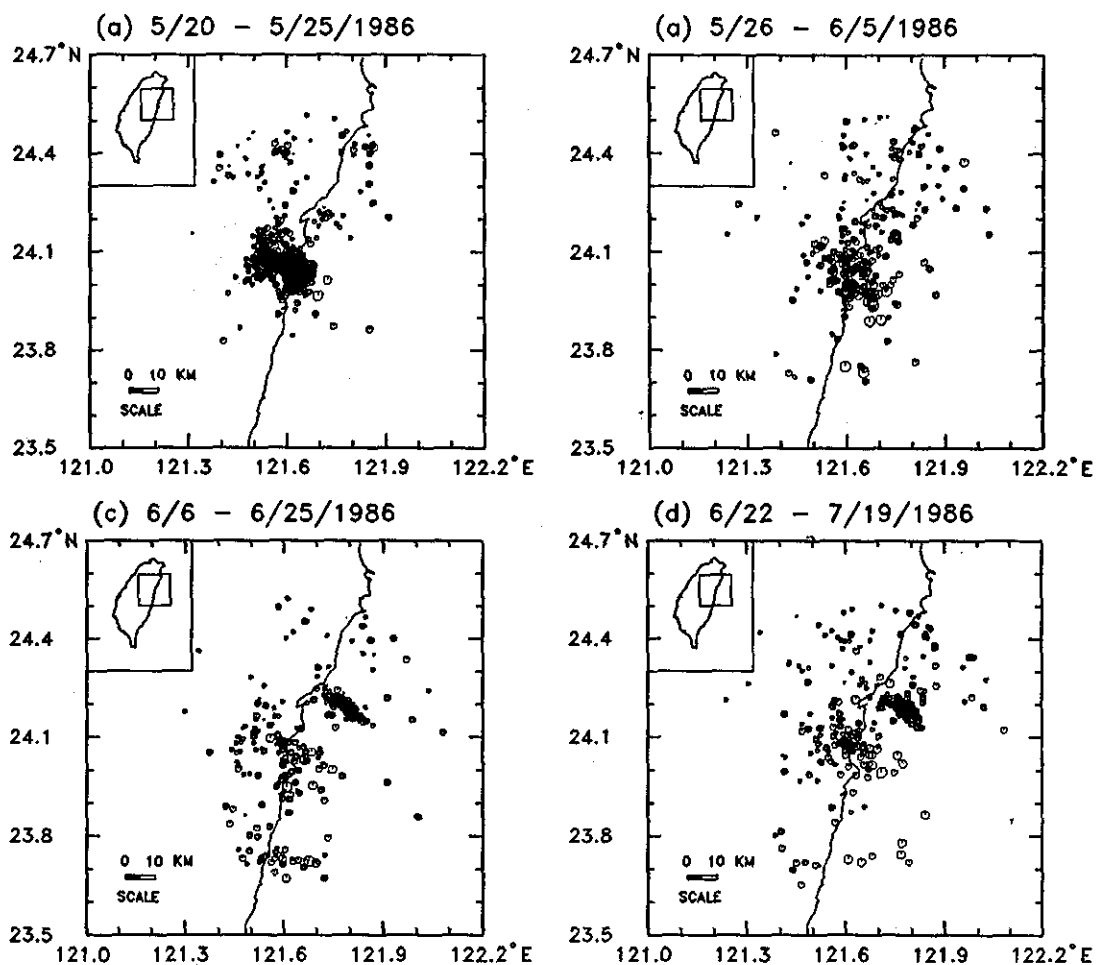 (a) 5/20 - 5/25/1986
24.7°N
24.4
24.1
23.8
23.5
0 10 KM
SCALE
121.0 121.3 121.6 121.9 122.2°E
(a) 5/26 - 6/5/1986
24.7°N
24.4
24.1
23.8
23.5
0 10 KM
SCALE
121.0 121.3 121.6 121.9 122.2°E
(c) 6/6 - 6/25/1986
24.7°N
24.4
24.1
23.8
23.5
0 10 KM
SCALE
121.0 121.3 121.6 121.9 122.2°E
(d) 6/22 - 7/19/1986
24.7°N
24.4
24.1
23.8
23.5
0 10 KM
SCALE
121.0 121.3 121.6 121.9 122.2°E